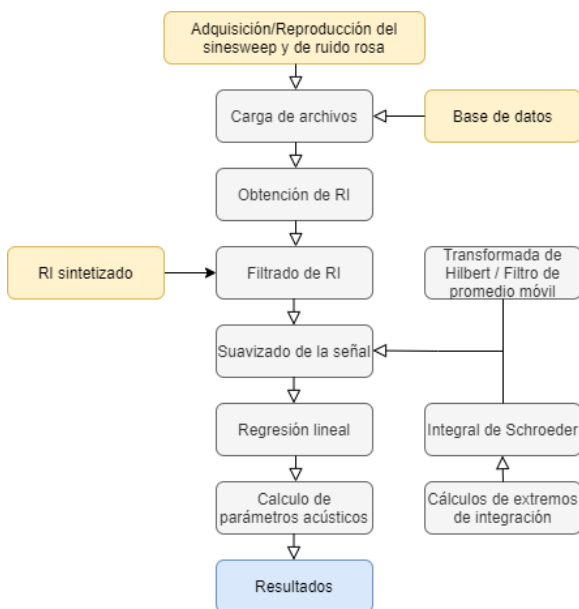 Adquisición/Reproducción del
sinesweep y de ruido rosa
Carga de archivos
Base de datos
Obtención de RI
RI sintetizado
Filtrado de RI
Transformada de
Hilbert / Filtro de
promedio móvil
Suavizado de la señal
Regresión lineal
Integral de Schroeder
Calculo de
parámetros acústicos
Cálculos de extremos
de integración
Resultados